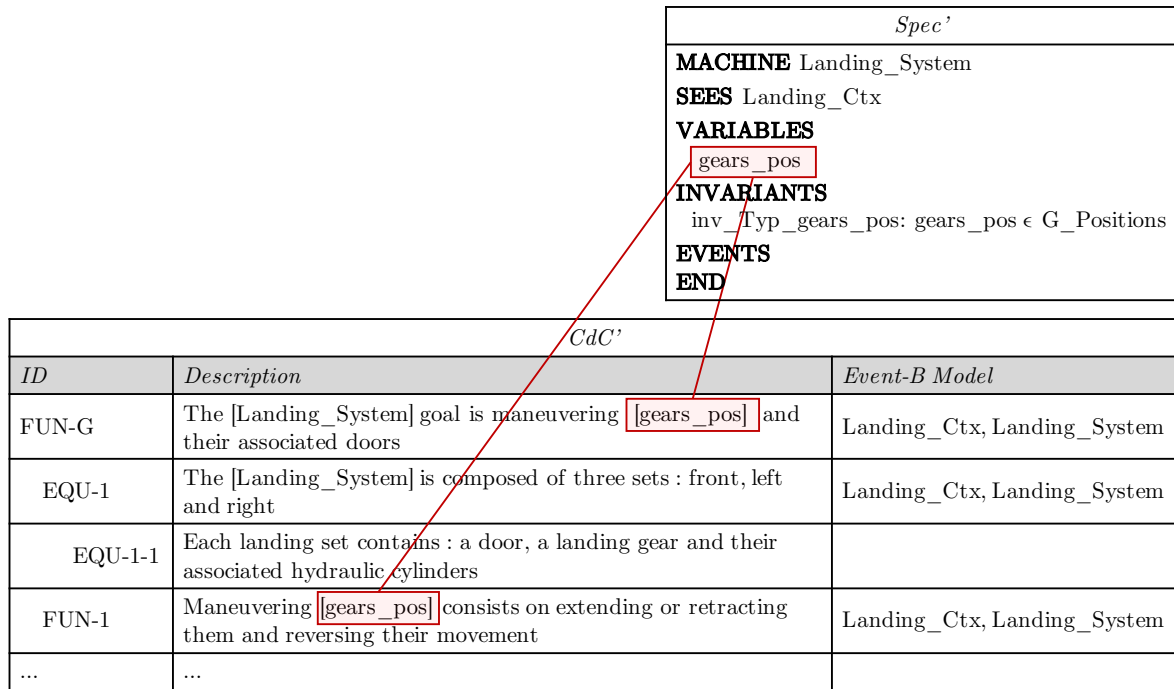 Spec’
MACHINE Landing_System
SEES Landing_Ctx
VARIABLES
gears_pos
INVARIANTS
inv_Typ_gears_pos: gears_pos ϵ G_Positions
EVENTS
END
CdC’
ID Description Event-B Model
FUN-G The [Landing_System] goal is maneuvering [gears_pos] and
their associated doors Landing_Ctx, Landing_System
EQU-1 The [Landing_System] is composed of three sets : front, left
and right Landing_Ctx, Landing_System
EQU-1-1 Each landing set contains : a door, a landing gear and their
associated hydraulic cylinders
FUN-1 Maneuvering [gears_pos] consists on extending or retracting
them and reversing their movement Landing_Ctx, Landing_System
... ...